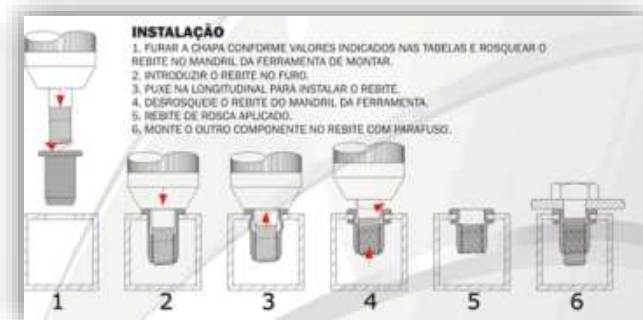 INSTALAÇÃO
1. FURAR A CHAPA CONFORME VALORES INDICADOS NAS TABELAS E ROSQUEAR O
REBITE NO MANDRIL DA FERRAMENTA DE MONTAR.
2. INTRODUZIR O REBITE NO FURO.
3. PUXE NA LONGITUDINAL PARA INSTALAR O REBITE.
4. DESROSQUEIE O REBITE DO MANDRIL DA FERRAMENTA.
5. REBITE DE ROSCA APLICADO.
6. MONTE O OUTRO COMPONENTE NO REBITE COM PARAFUSO.
1 2 3 4 5 6